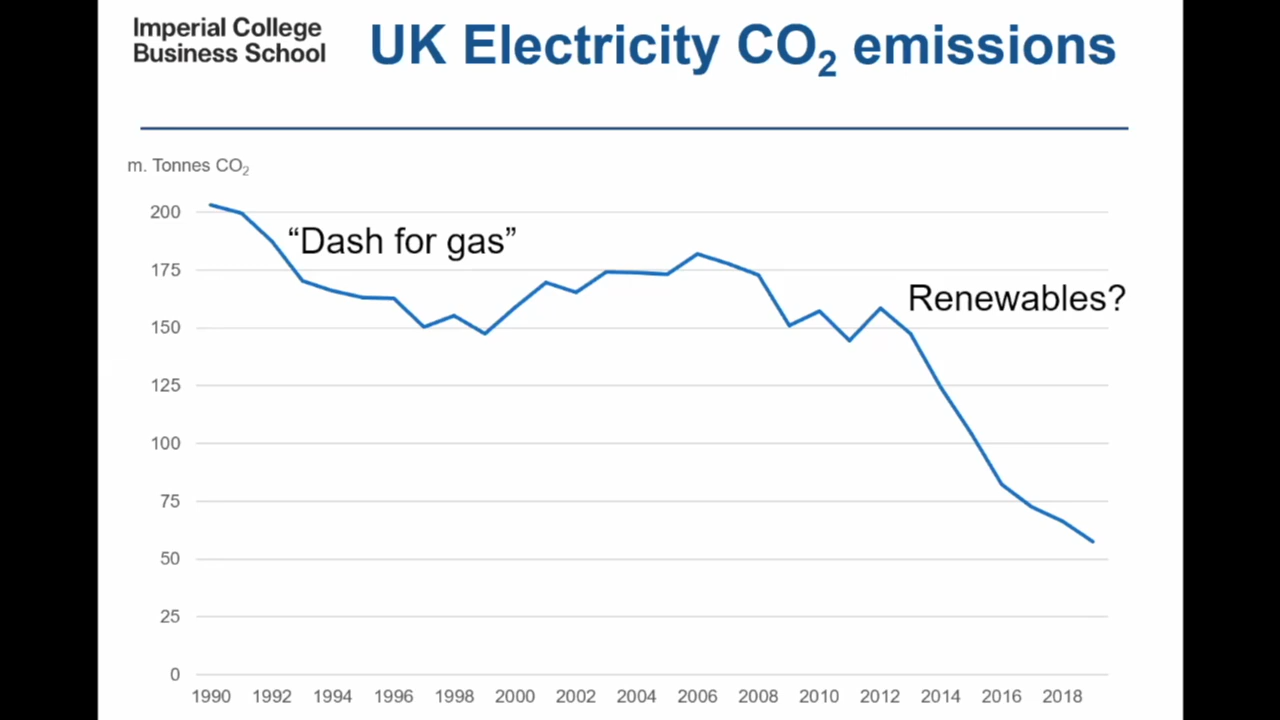 Imperial College
Business School
UK Electricity CO₂ emissions
m. Tonnes CO₂
200
“Dash for gas”
175
Renewables?
150
125
100
75
50
25
0
1990 1992 1994 1996 1998 2000 2002 2004 2006 2008 2010 2012 2014 2016 2018